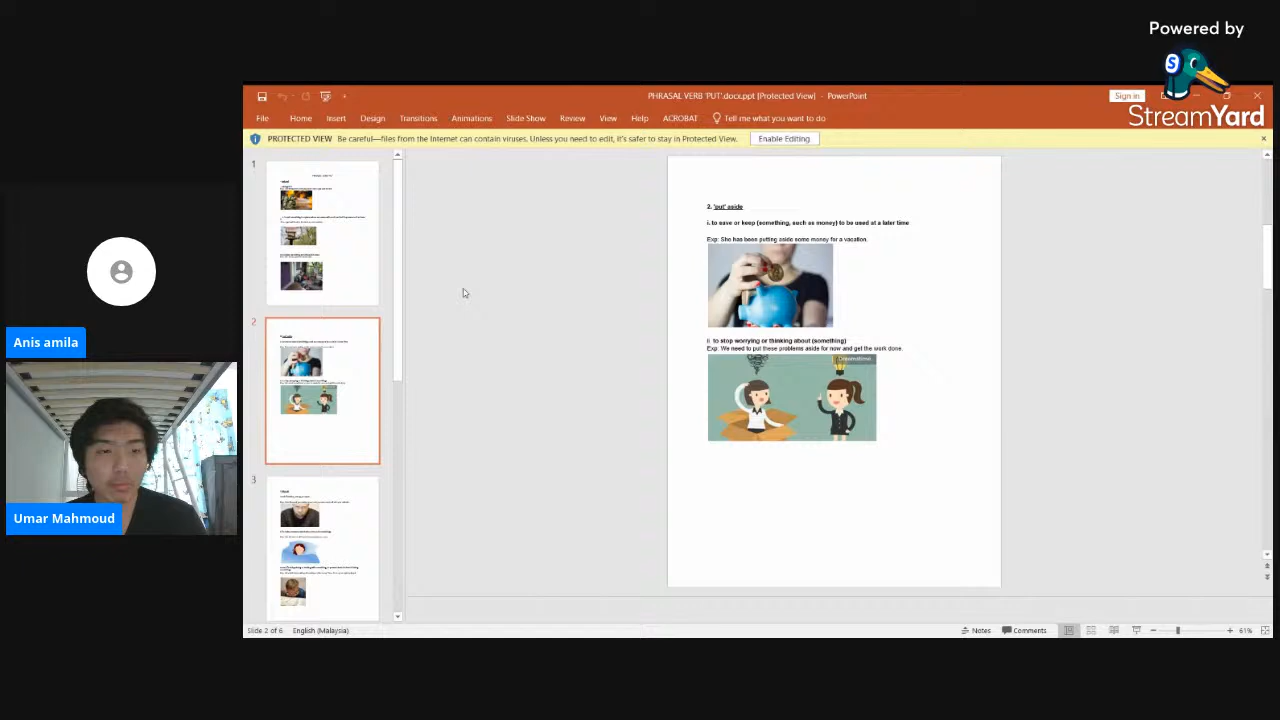 Powered by
StreamYard
PHRASAL VERB 'PUT'.docx.ppt [Protected View] - PowerPoint
Sign in
File Home Insert Design Transitions Animations Slide Show Review View Help ACROBAT Tell me what you want to do
PROTECTED VIEW Be careful—files from the Internet can contain viruses. Unless you need to edit, it's safer to stay in Protected View. Enable Editing
1
2
3
2. 'put' aside
i. to save or keep (something, such as money) to be used at a later time
Exp: She has been putting aside some money for a vacation.
ii. to stop worrying or thinking about (something)
Exp: We need to put these problems aside for now and get the work done.
Dreamstime
Anis amila
Umar Mahmoud
Slide 2 of 6 English (Malaysia) Notes Comments 61%